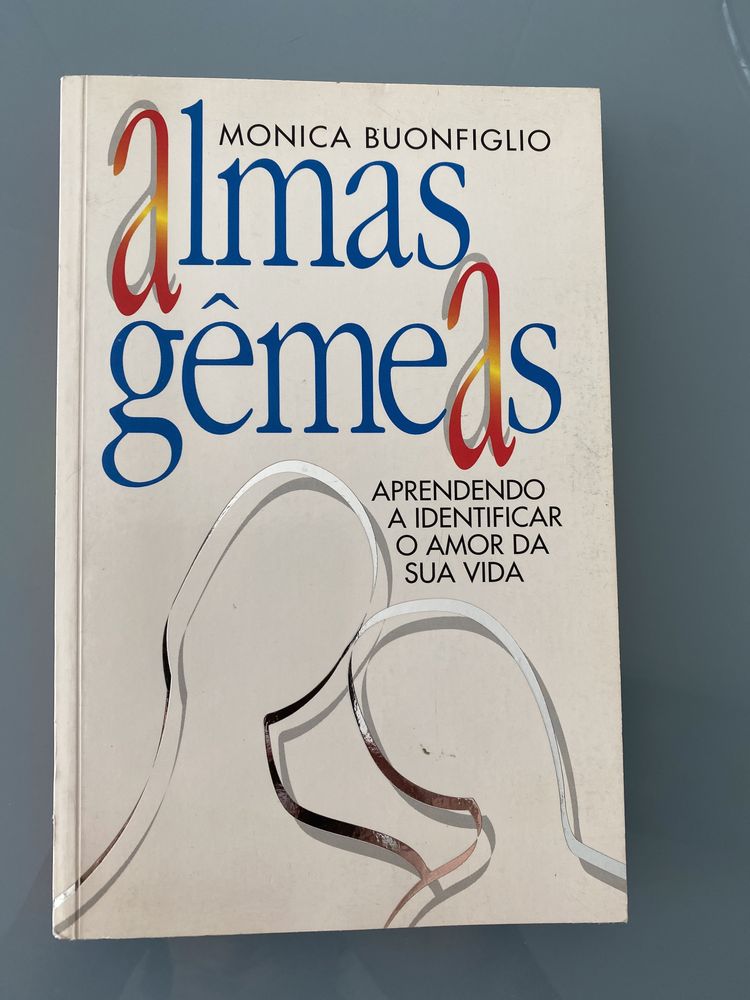 MONICA BUONFIGLIO
almas
gêmeas
APRENDENDO
A IDENTIFICAR
O AMOR DA
SUA VIDA